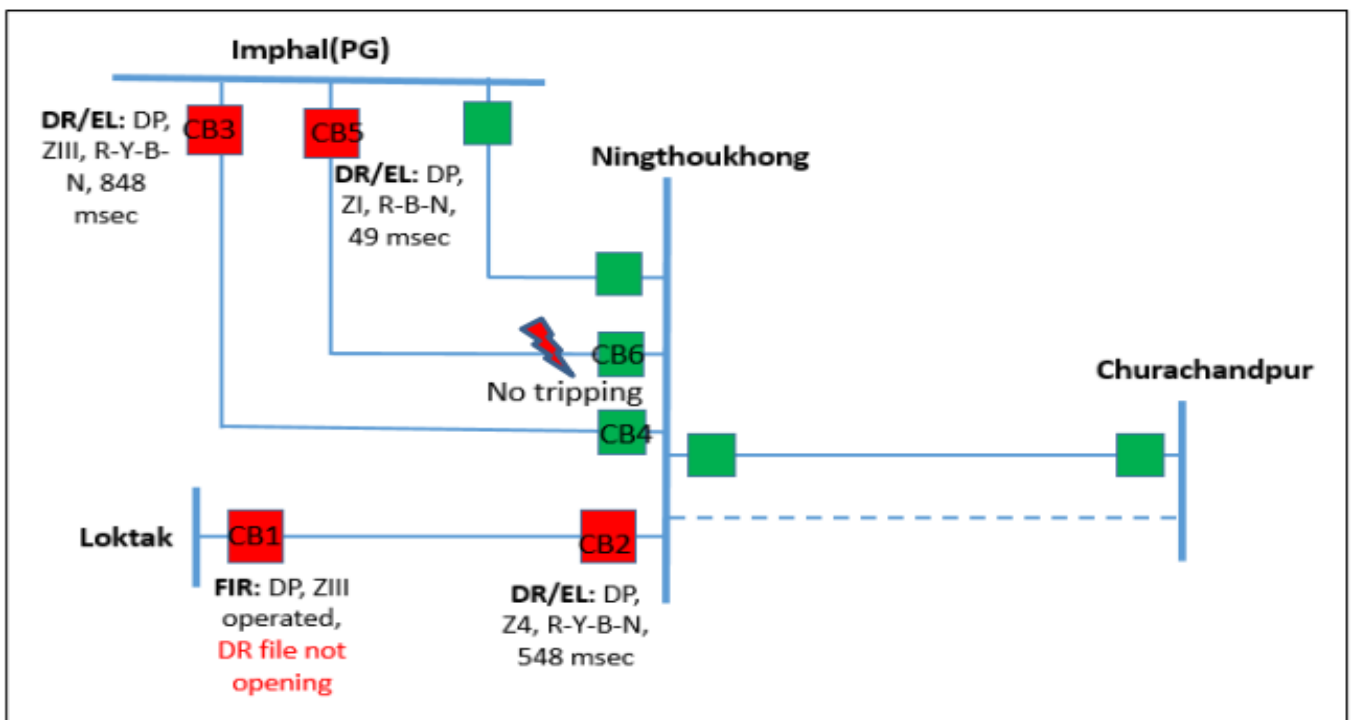 Imphal(PG)
DR/EL: DP,
ZIII, R-Y-B-
N, 848
msec
CB3
CB5
DR/EL: DP,
ZI, R-B-N,
49 msec
Ningthoukhong
CB6
No tripping
CB4
Churachandpur
Loktak
CB1
CB2
FIR: DP, ZIII
operated,
DR file not
opening
DR/EL: DP,
Z4, R-Y-B-N,
548 msec